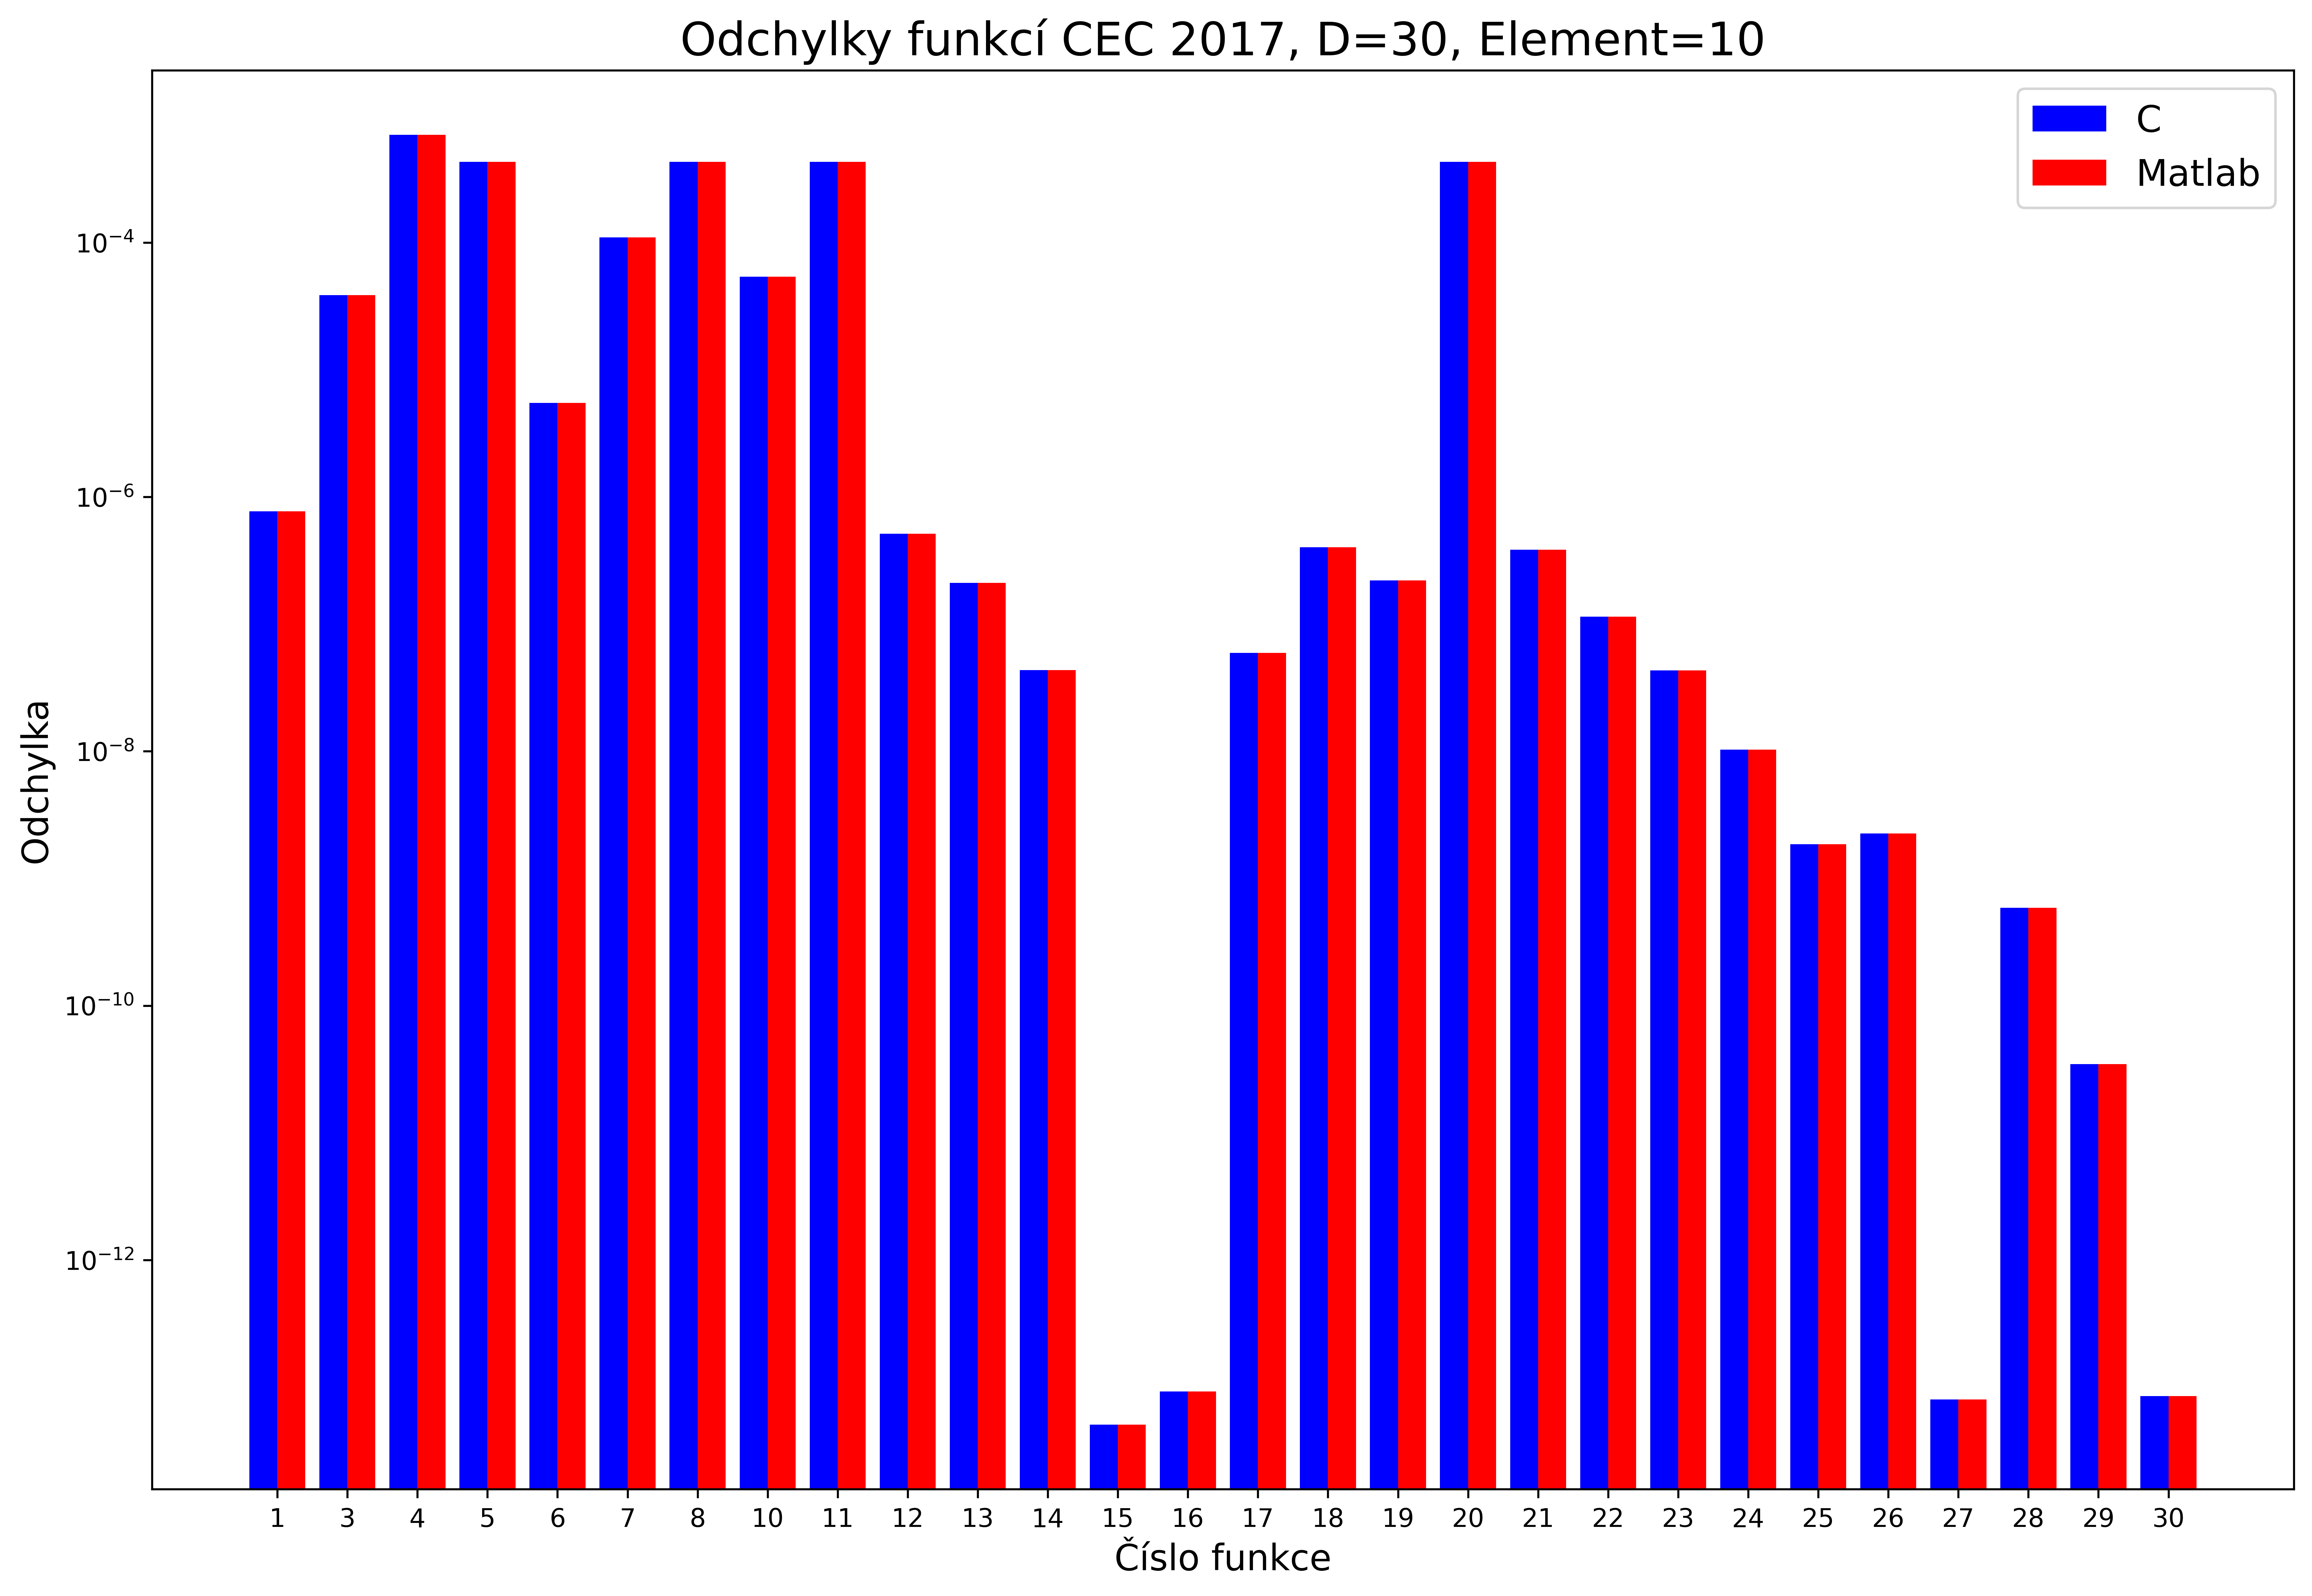 Odchylky funkcí CEC 2017, D=30, Element=10
C
Matlab
Odchylka
10⁻⁴
10⁻⁶
10⁻⁸
10⁻¹⁰
10⁻¹²
1 3 4 5 6 7 8 10 11 12 13 14 15 16 17 18 19 20 21 22 23 24 25 26 27 28 29 30
Číslo funkce